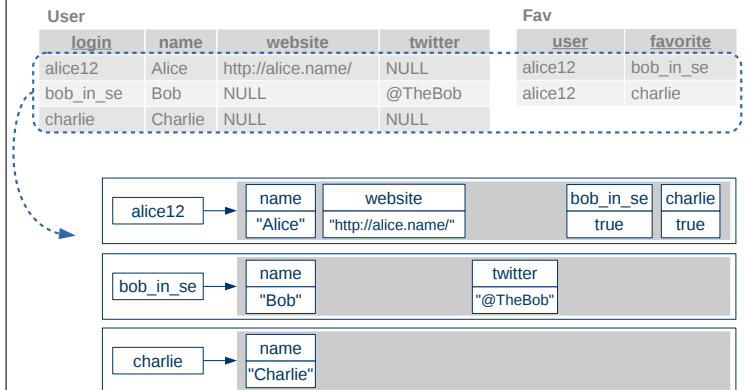 User Fav
login name website twitter user favorite
alice12 Alice http://alice.name/ NULL alice12 bob_in_se
bob_in_se Bob NULL @TheBob alice12 charlie
charlie Charlie NULL NULL
name website bob_in_se charlie
alice12
"Alice" "http://alice.name/" true true
name twitter
bob_in_se
"Bob" "@TheBob"
name
charlie
"Charlie"